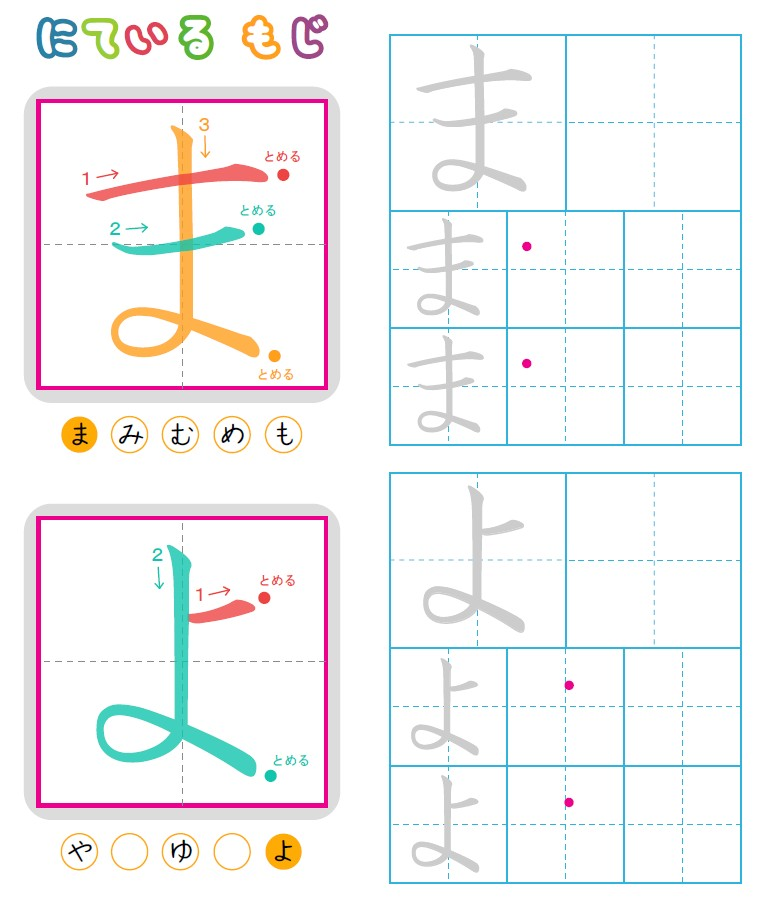 にている もじ
ま
1→
2→
3↓
とめる
とめる
とめる
ま み む め も
ま
ま
ま
よ
2↓
1→
とめる
とめる
や ゆ よ
よ
よ
よ